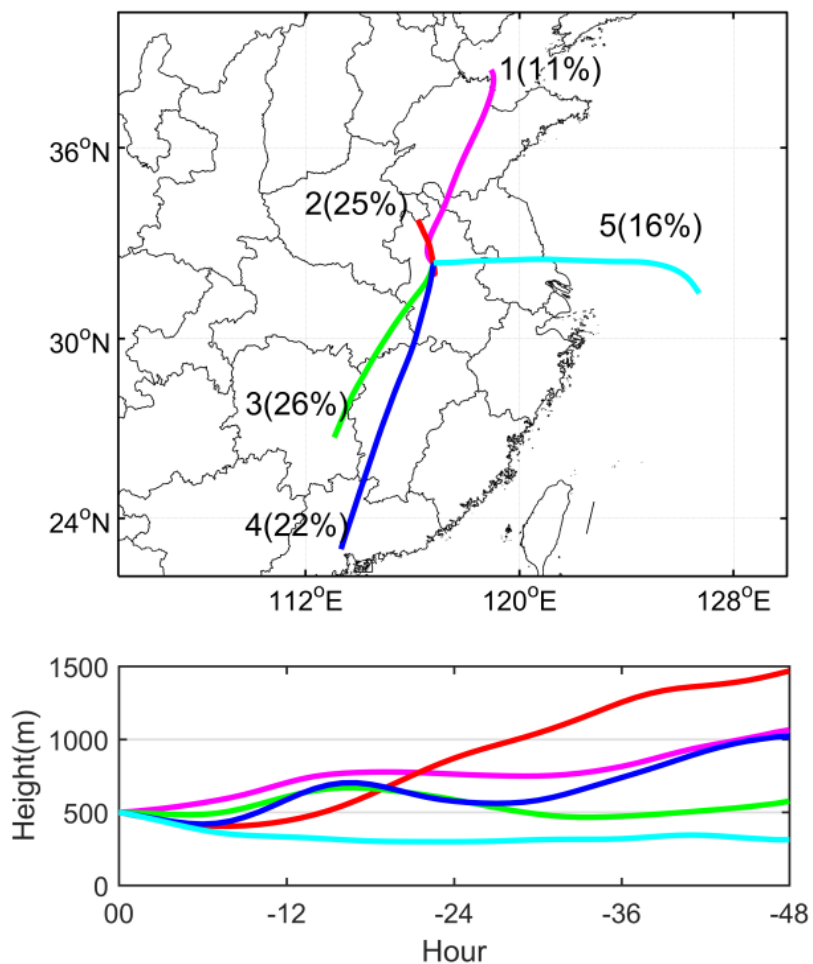 1(11%)
36°N
2(25%)
5(16%)
30°N
3(26%)
24°N
4(22%)
112°E 120°E 128°E
1500
1000
500
0
Height(m)
00 -12 -24 -36 -48
Hour